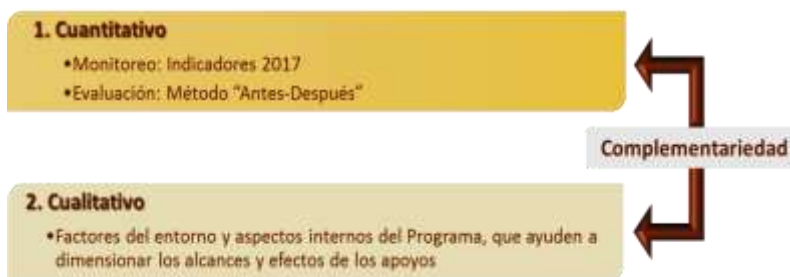 1. Cuantitativo
•Monitoreo: Indicadores 2017
•Evaluación: Método "Antes-Después"
Complementariedad
2. Cualitativo
•Factores del entorno y aspectos internos del Programa, que ayuden a
dimensionar los alcances y efectos de los apoyos